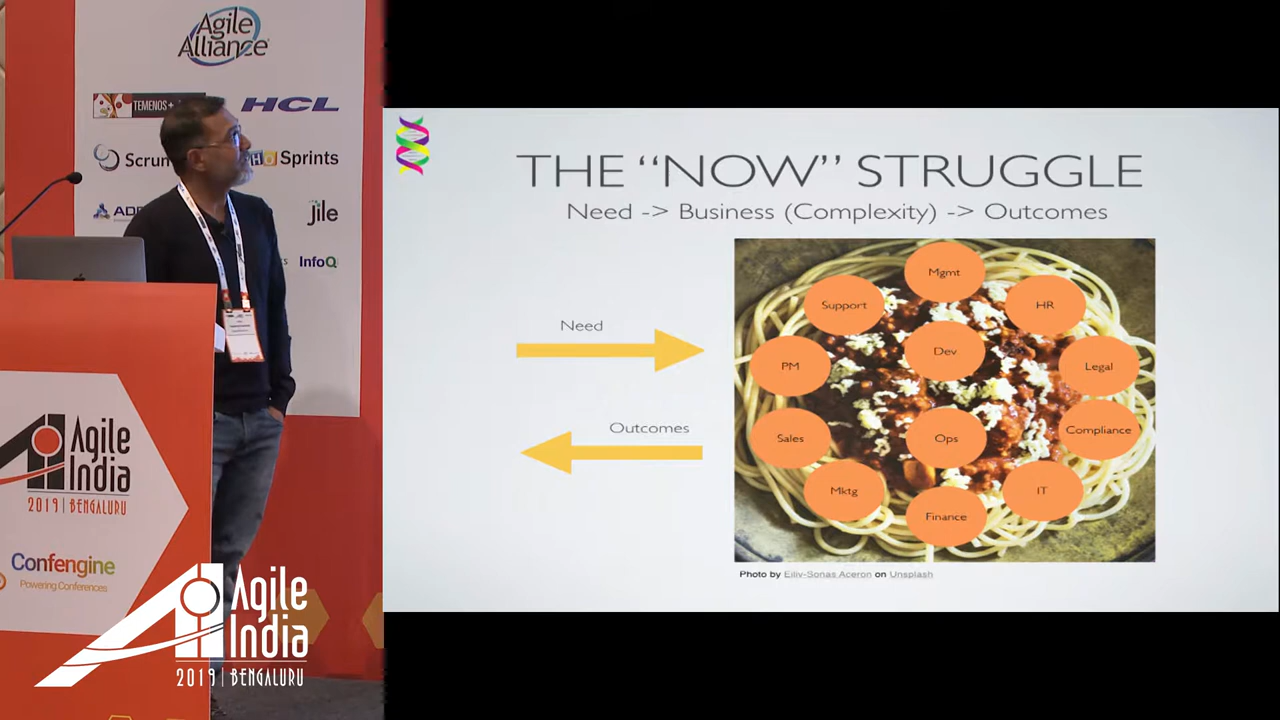 Agile
Alliance
TEMENOS+
HCL
Scrum
Sprints
Jile
InfoQ
Agile
India
2019 | BENGALURU
Confengine
Powering Conferences
Agile
India
2019 | BENGALURU
THE “NOW” STRUGGLE
Need -> Business (Complexity) -> Outcomes
Need
Outcomes
Mgmt
Support
HR
Dev
PM
Legal
Sales
Ops
Compliance
Mktg
IT
Finance
Photo by Eiliv-Sonas Aceron on Unsplash